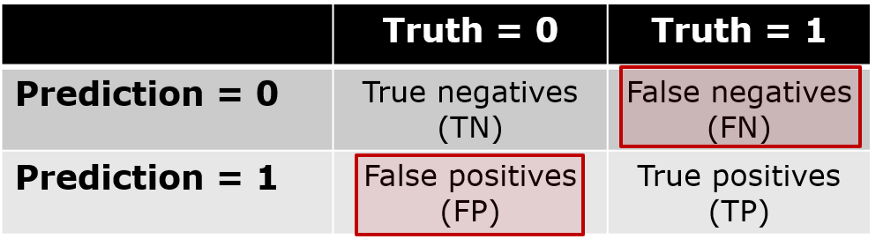 Truth = 0 Truth = 1
Prediction = 0 True negatives (TN) False negatives (FN)
Prediction = 1 False positives (FP) True positives (TP)